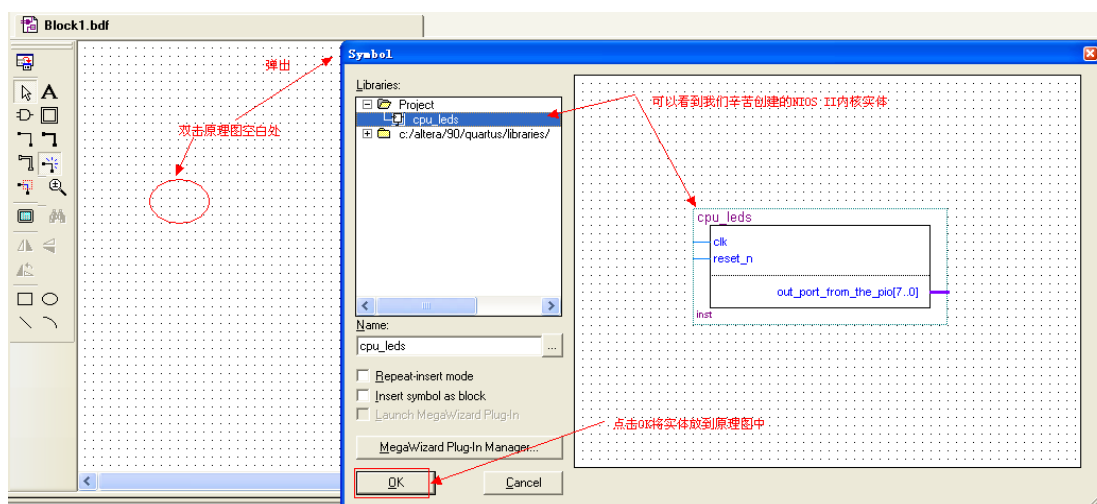 Block1.bdf
弹出
双击原理图空白处
Symbol
Libraries:
Project
cpu_leds
c:/altera/90/quartus/libraries/
Name:
cpu_leds
...
Repeat-insert mode
Insert symbol as block
Launch MegaWizard Plug-In
MegaWizard Plug-In Manager...
OK
Cancel
可以看到我们辛苦创建的NIOS II内核实体
cpu_leds
clk
reset_n
out_port_from_the_pio[7..0]
inst
点击OK将实体放到原理图中